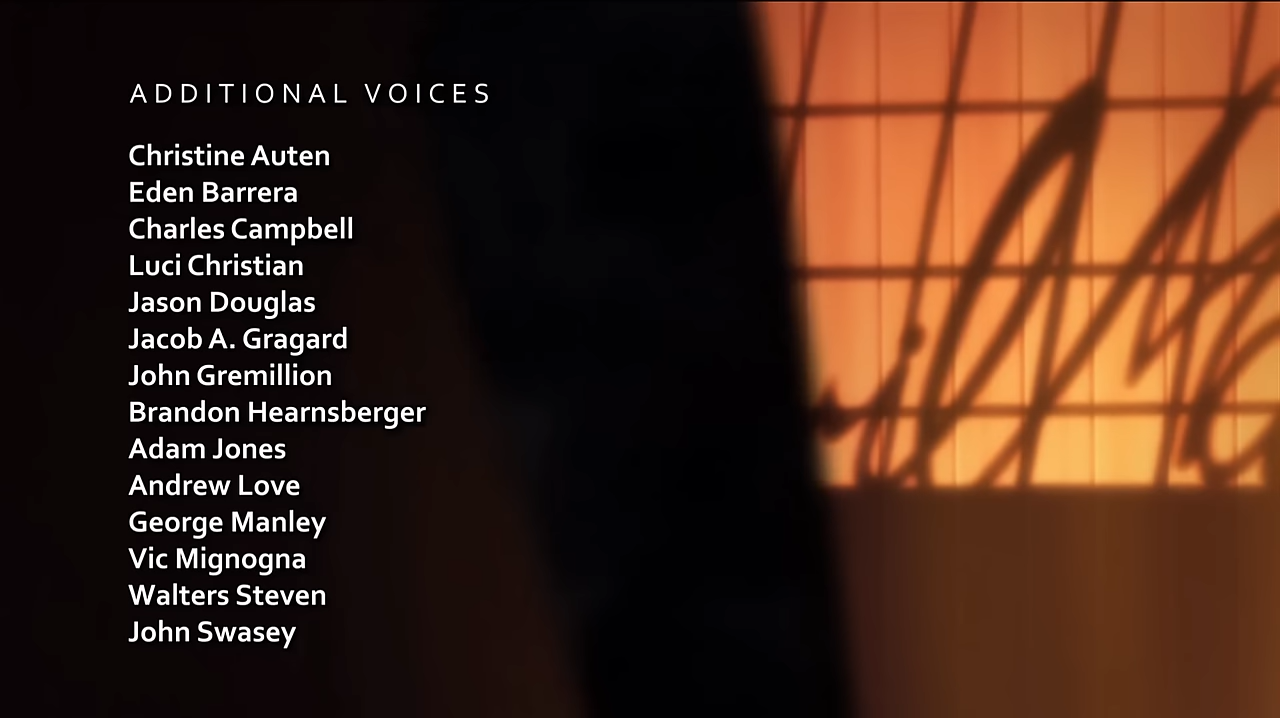 ADDITIONAL VOICES
Christine Auten
Eden Barrera
Charles Campbell
Luci Christian
Jason Douglas
Jacob A. Gragard
John Gremillion
Brandon Hearnsberger
Adam Jones
Andrew Love
George Manley
Vic Mignogna
Walters Steven
John Swasey